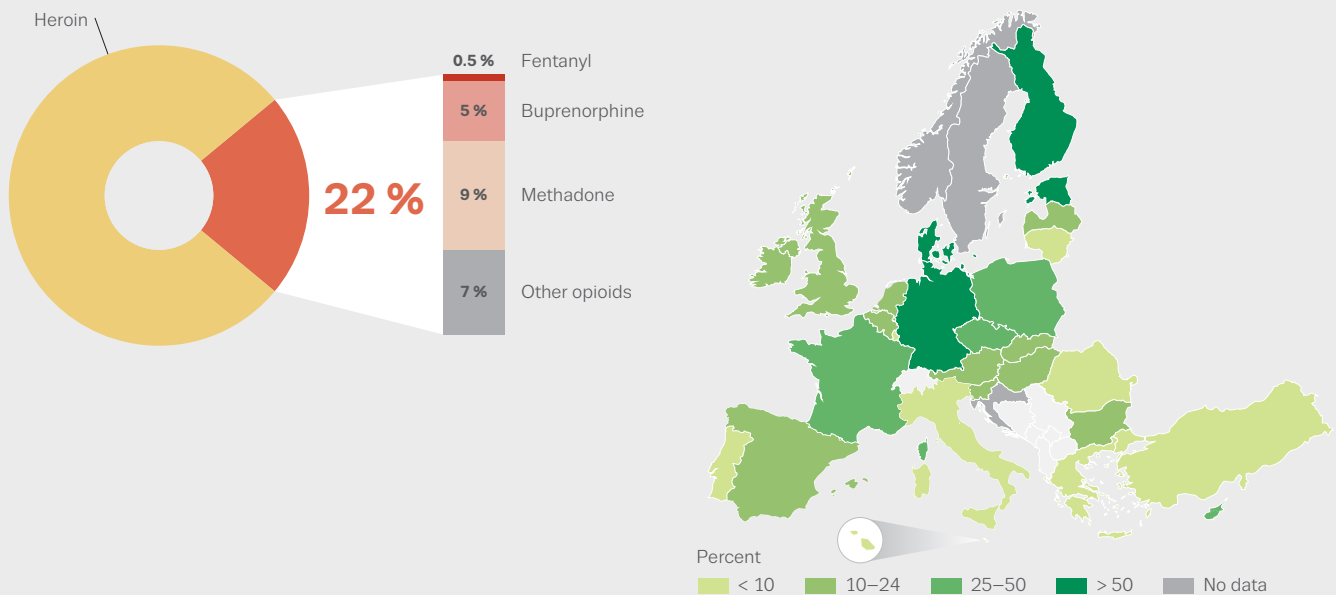 Heroin
22 %
0.5 % Fentanyl
5 % Buprenorphine
9 % Methadone
7 % Other opioids
Percent
< 10 10–24 25–50 > 50 No data